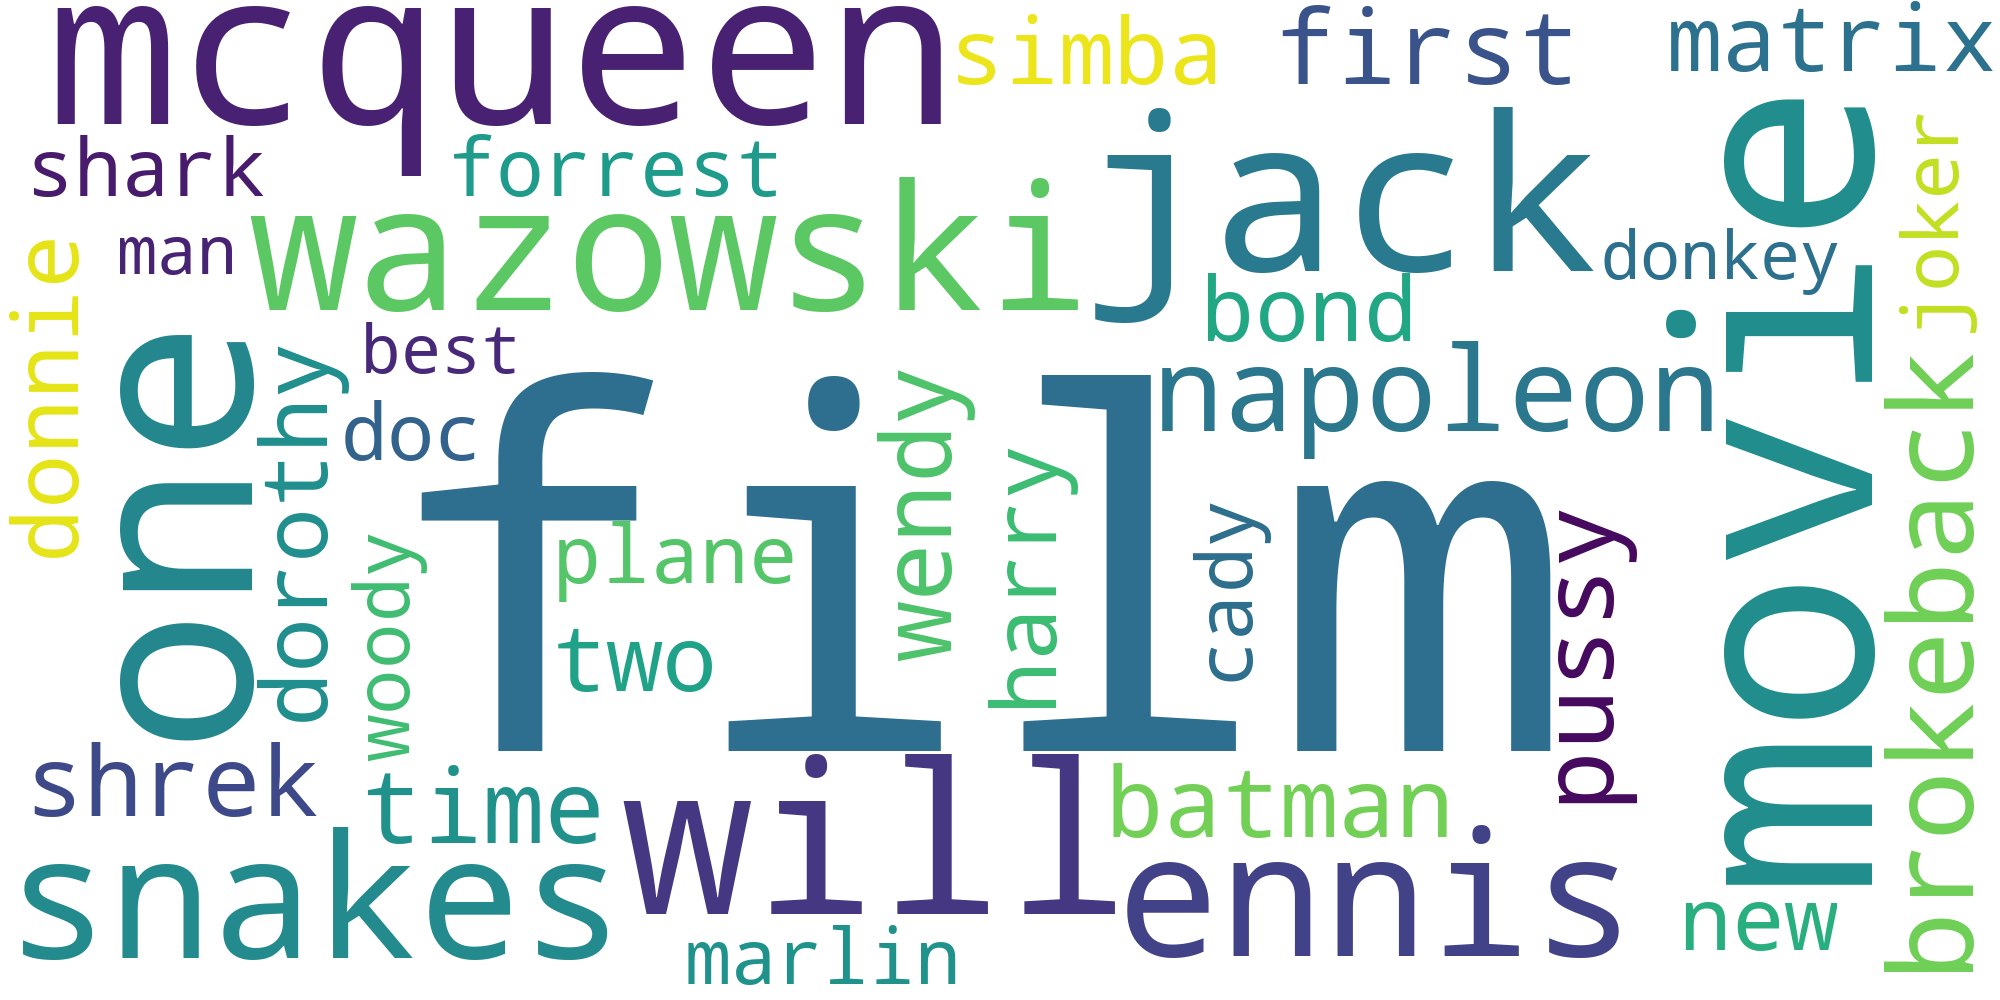 mcqueen
simba
first
matrix
shark
forrest
jack
movie
joker
man
wazowski
donkey
donnie
bond
one
best
dorothy
doc
film
wendy
napoleon
brokeback
harry
woody
plane
cady
pussy
two
shrek
time
will
batman
snakes
ennis
new
marlin